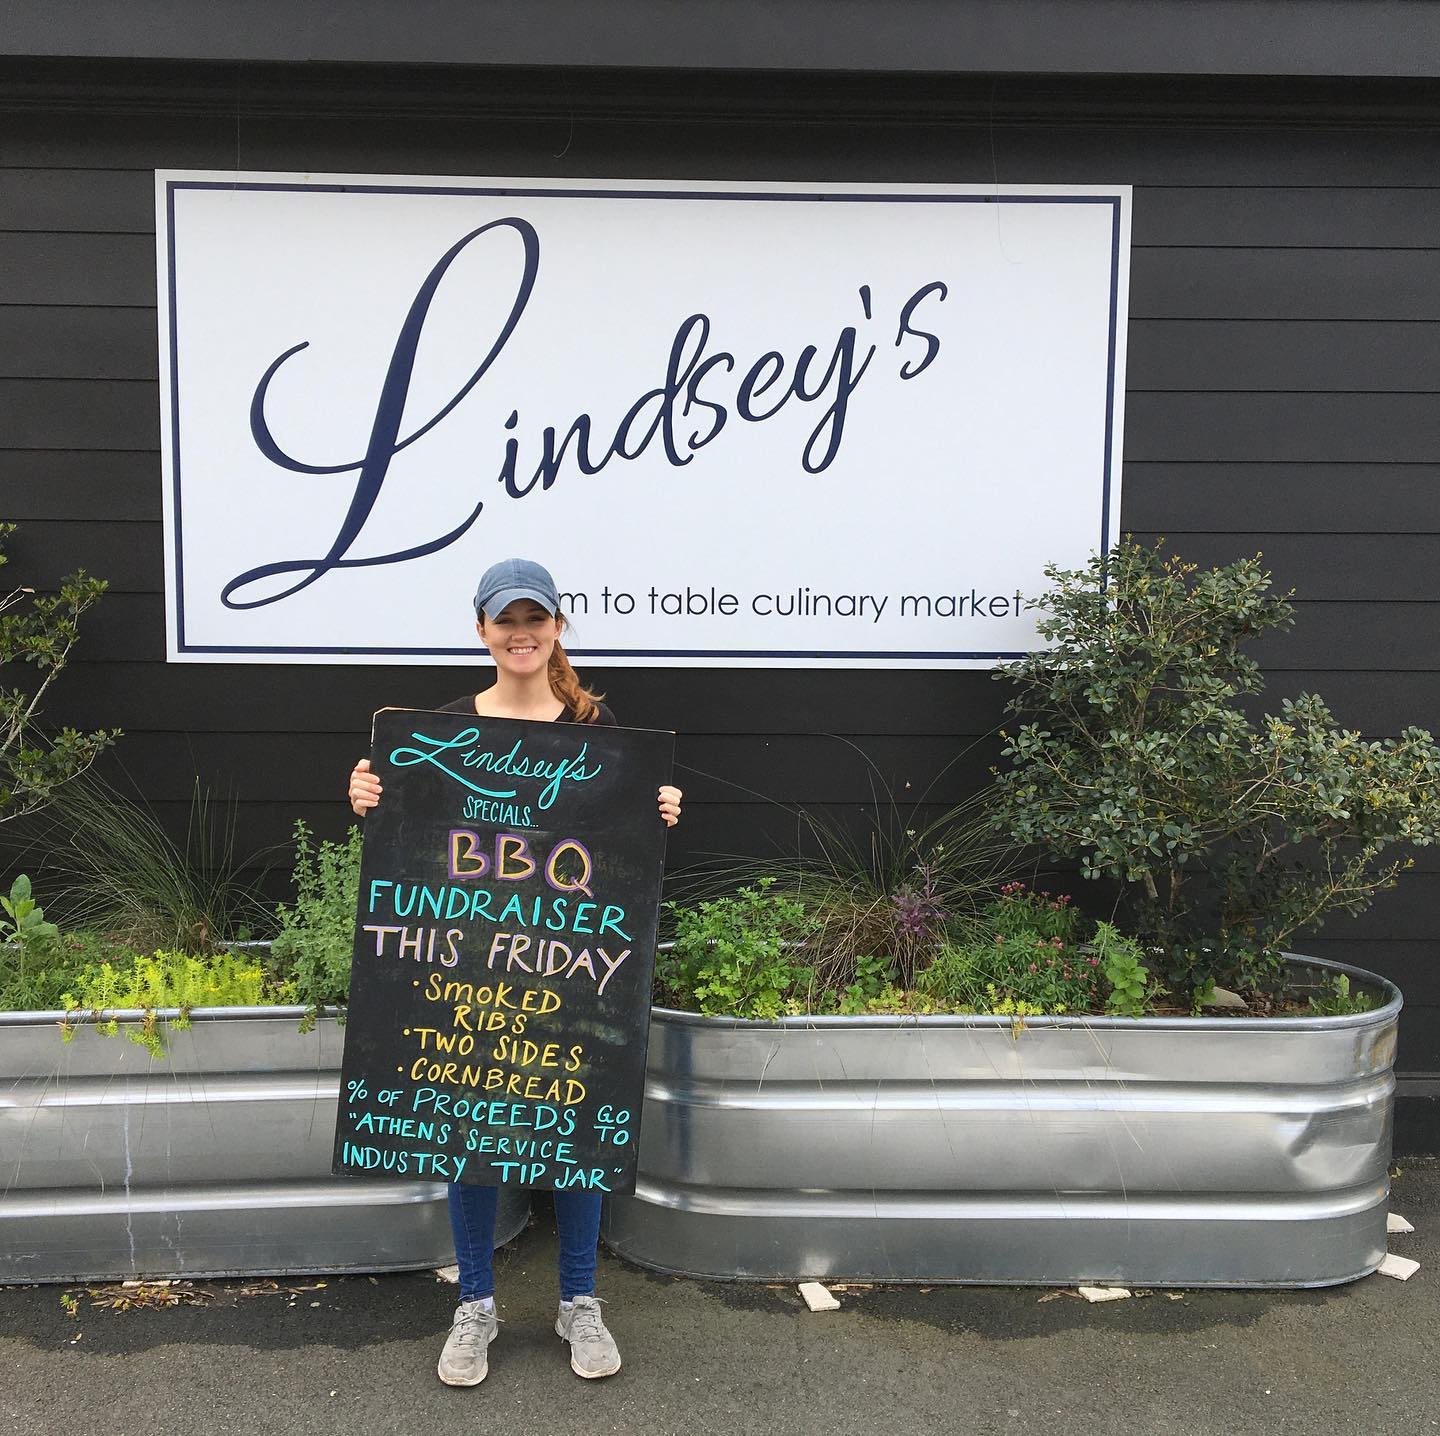 Lindsey's
m to table culinary market
Lindsey's
SPECIALS...
BBQ
FUNDRAISER
THIS FRIDAY
• SMOKED
RIBS
• TWO SIDES
• CORNBREAD
% OF PROCEEDS GO
TO
"ATHENS SERVICE
INDUSTRY TIP JAR"